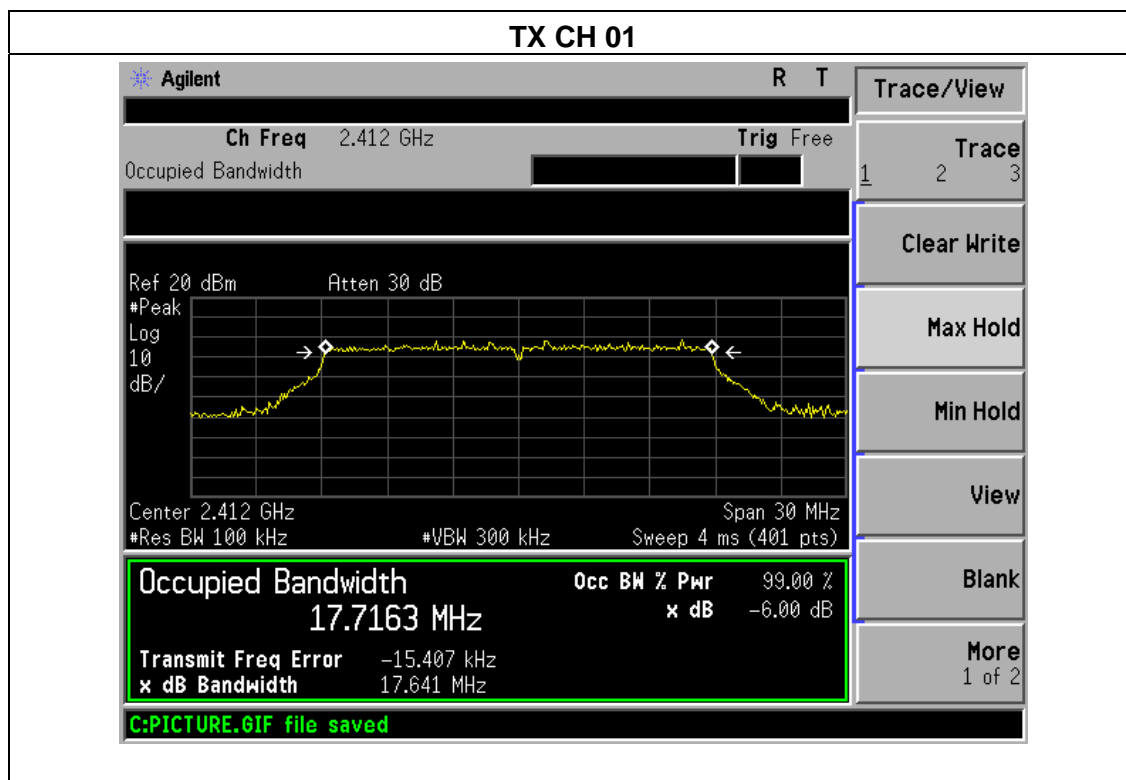 TX CH 01
Agilent R T
Ch Freq 2.412 GHz Trig Free
Occupied Bandwidth
Ref 20 dBm Atten 30 dB
#Peak
Log
10
dB/
Center 2.412 GHz Span 30 MHz
#Res BW 100 kHz #VBW 300 kHz Sweep 4 ms (401 pts)
Occupied Bandwidth Occ BW % Pwr 99.00 %
17.7163 MHz x dB -6.00 dB
Transmit Freq Error -15.407 kHz
x dB Bandwidth 17.641 MHz
C:PICTURE.GIF file saved
Trace/View
Trace
1 2 3
Clear Write
Max Hold
Min Hold
View
Blank
More
1 of 2